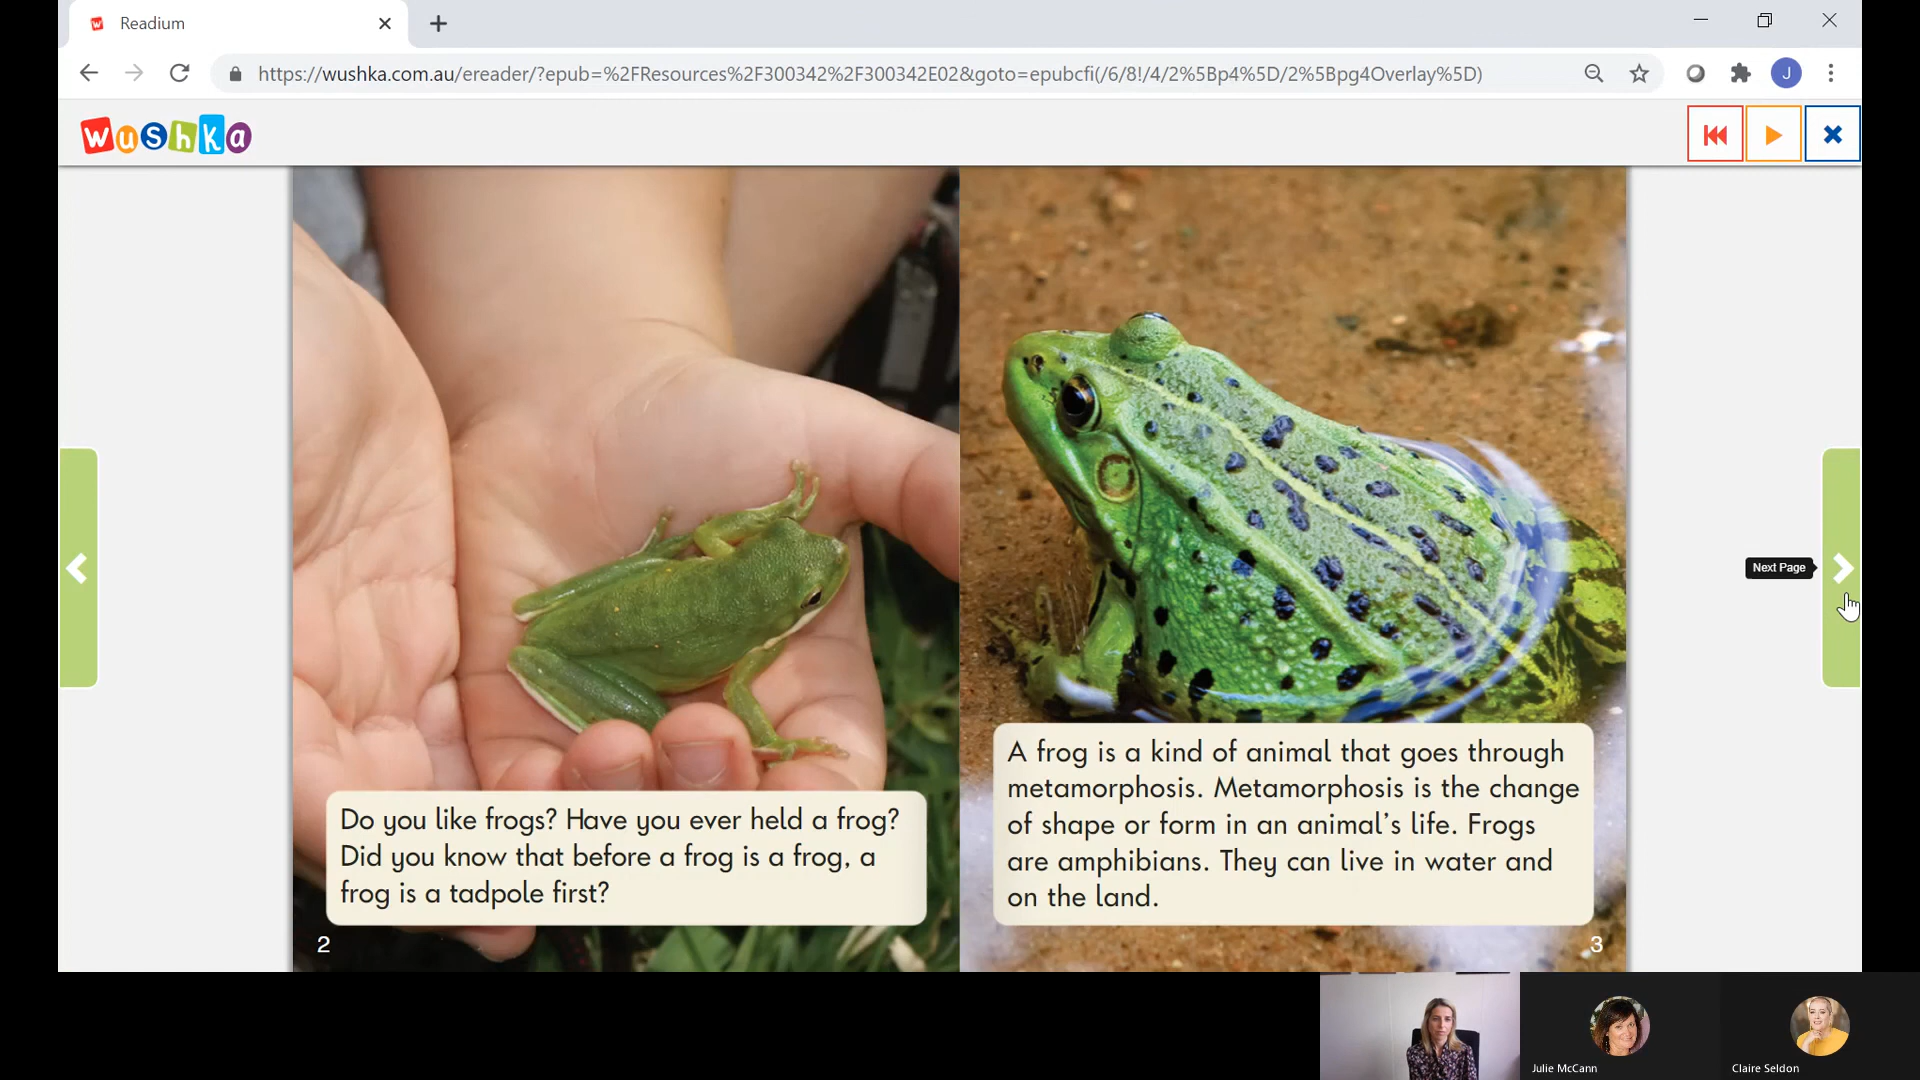 Readium
https://wushka.com.au/ereader/?epub=%2FResources%2F300342%2F300342E02&goto=epubcfi(/6/8!/4/2%5Bp4%5D/2%5Bpg4Overlay%5D)
J
wushka
Next Page
Do you like frogs? Have you ever held a frog?
Did you know that before a frog is a frog, a
frog is a tadpole first?
2
A frog is a kind of animal that goes through
metamorphosis. Metamorphosis is the change
of shape or form in an animal's life. Frogs
are amphibians. They can live in water and
on the land.
3
Julie McCann
Claire Seldon